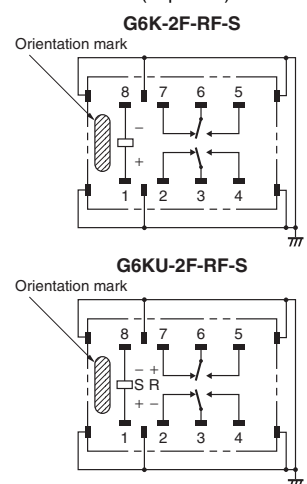 G6K-2F-RF-S
Orientation mark
8 7 6 5
−
+
1 2 3 4
G6KU-2F-RF-S
Orientation mark
8 7 6 5
− +
S R
+ −
1 2 3 4